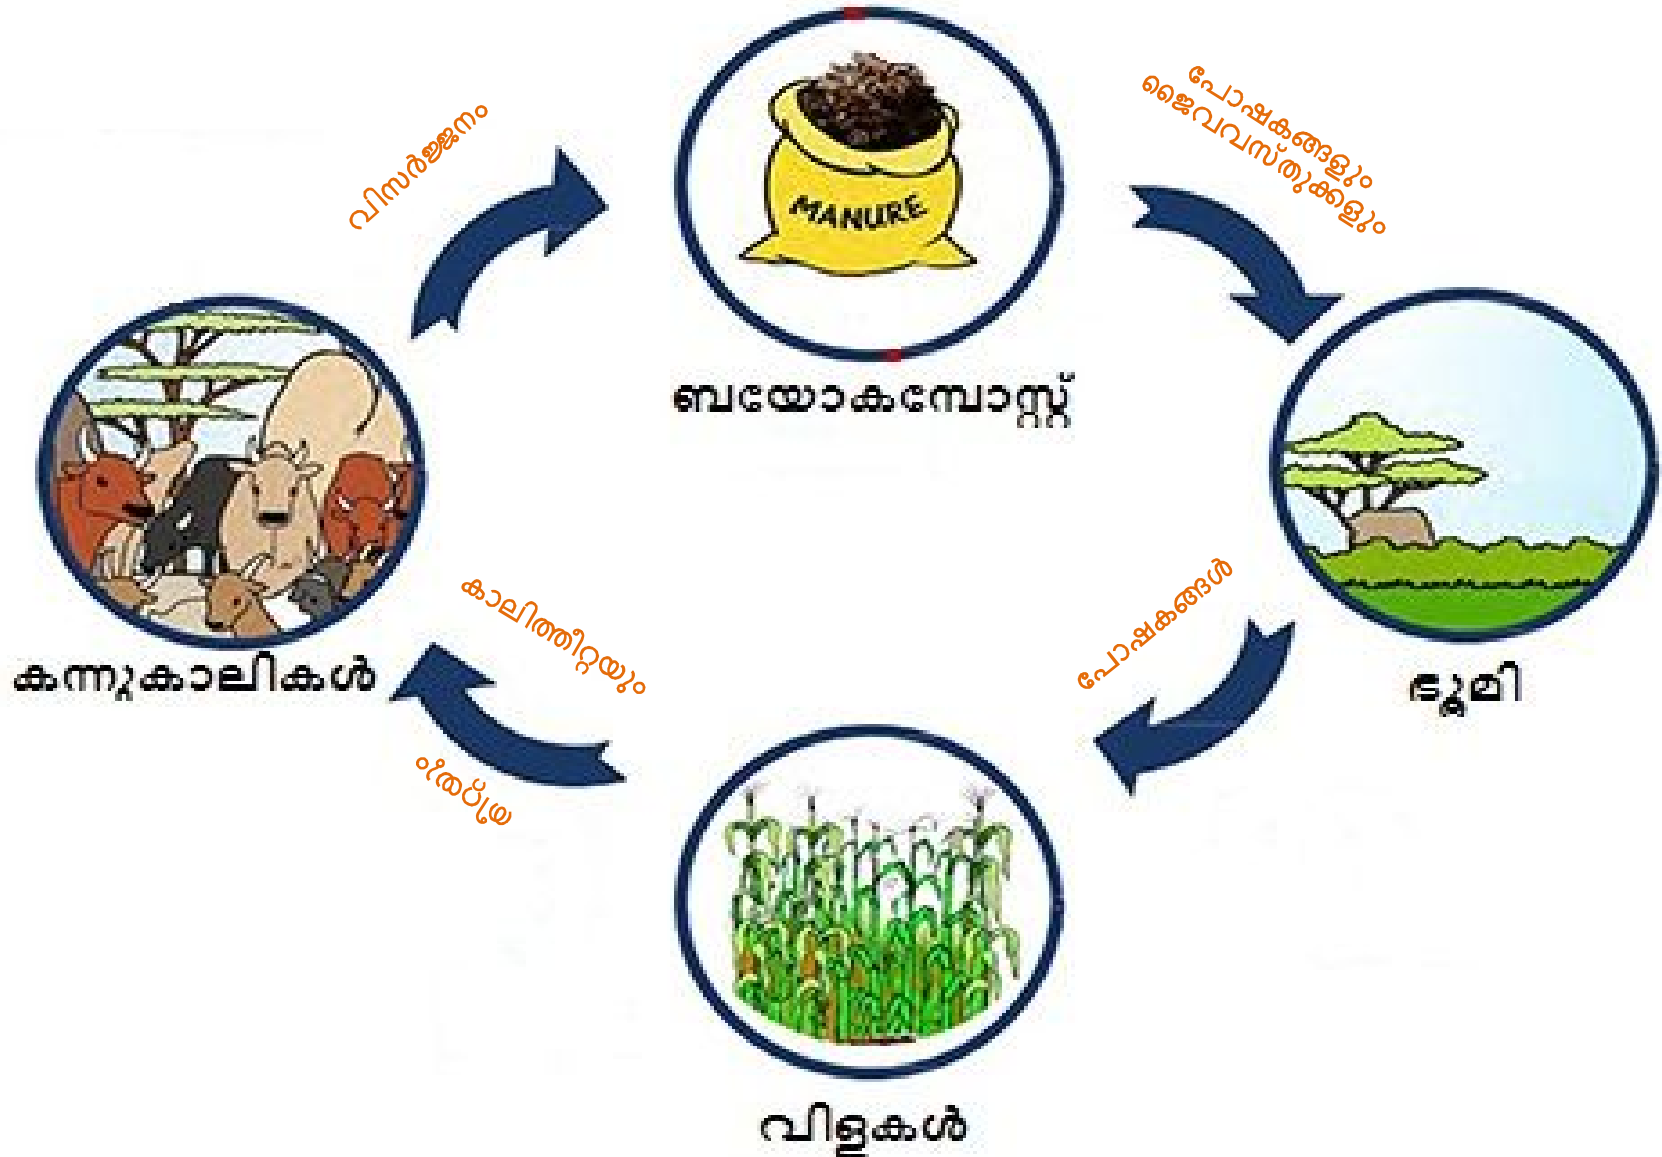 വിസർജ്ജനം
MANURE
പോഷകങ്ങളും
ജൈവവസ്തുക്കളും
ബയോകമ്പോസ്റ്റ്
കന്നുകാലികൾ
കാലിത്തീറ്റയും
പോഷകങ്ങൾ
ഭൂമി
വിളകൾ